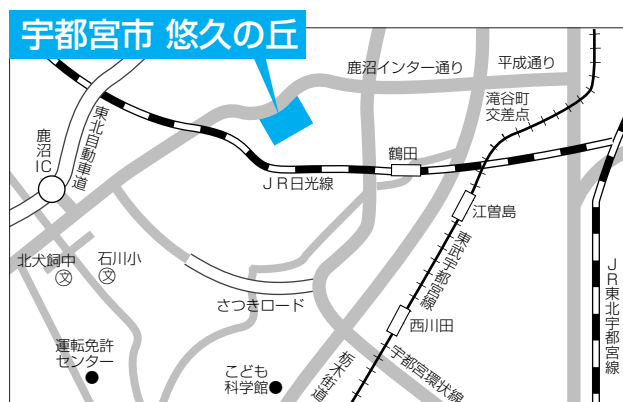 宇都宮市 悠久の丘
鹿沼インター通り
平成通り
滝谷町
交差点
東北自動車道
鹿沼
IC
鶴田
JR日光線
江曽島
東武宇都宮線
北犬飼中
文
石川小
文
さつきロード
西川田
JR東北宇都宮線
運転免許
センター
こども
科学館
栃木街道
宇都宮環状線